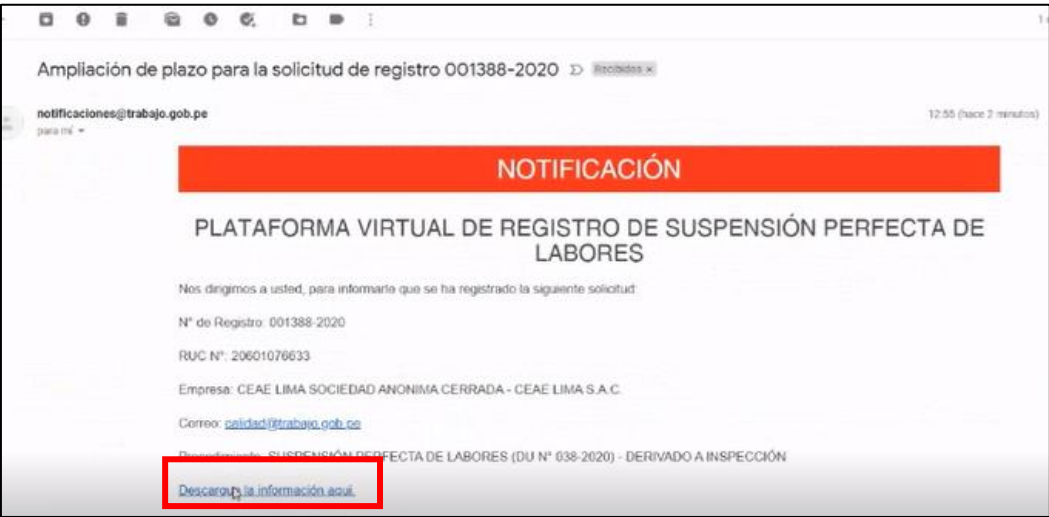 1
Ampliación de plazo para la solicitud de registro 001388-2020 Recibidos x
notificaciones@trabajo.gob.pe
12:55 (hace 2 minutos)
para mí
NOTIFICACIÓN
PLATAFORMA VIRTUAL DE REGISTRO DE SUSPENSIÓN PERFECTA DE
LABORES
Nos dirigimos a usted, para informarle que se ha registrado la siguiente solicitud:
N° de Registro: 001388-2020
RUC N°: 20601076633
Empresa: CEAE LIMA SOCIEDAD ANONIMA CERRADA - CEAE LIMA S.A.C.
Correo: calidad@trabajo.gob.pe
Procedimiento: SUSPENSIÓN PERFECTA DE LABORES (DU N° 038-2020) - DERIVADO A INSPECCIÓN
Descargue la información aquí.